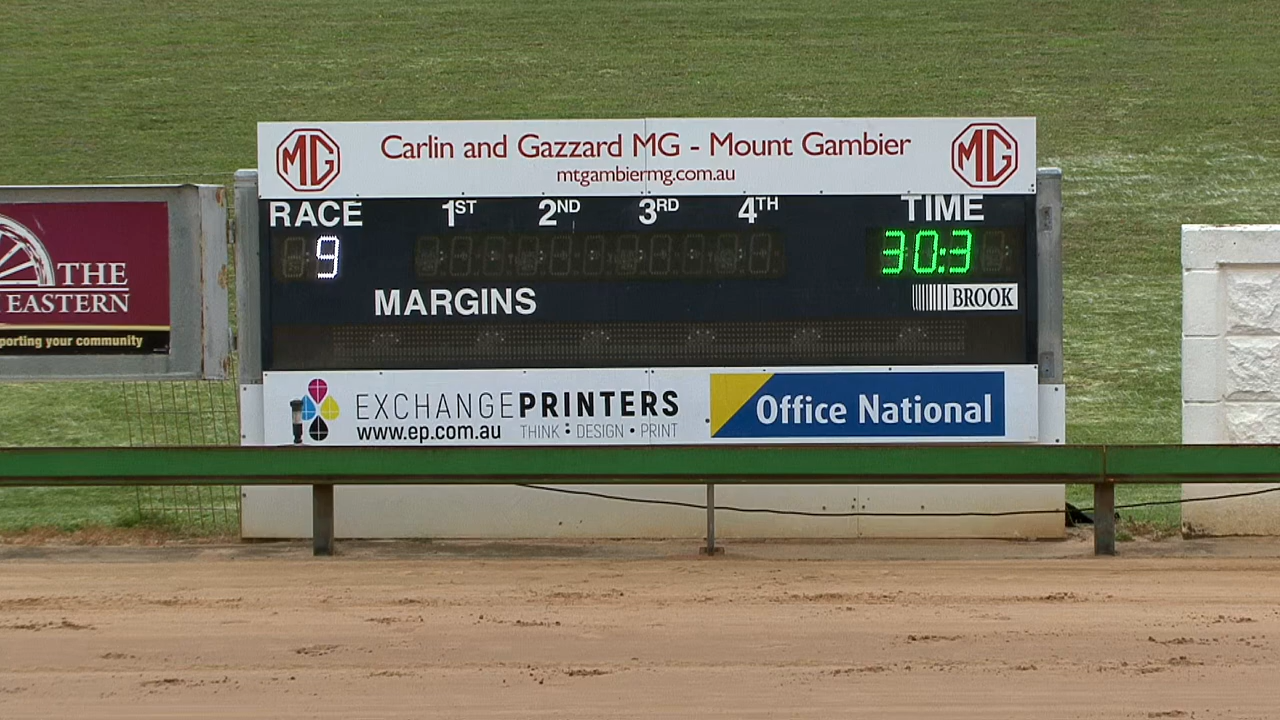 MG Carlin and Gazzard MG - Mount Gambier MG
mtgambiermg.com.au
RACE 1ST 2ND 3RD 4TH TIME
9 30:3
MARGINS BROOK
THE
EASTERN
porting your community
EXCHANGEPRINTERS
www.ep.com.au THINK : DESIGN • PRINT
Office National